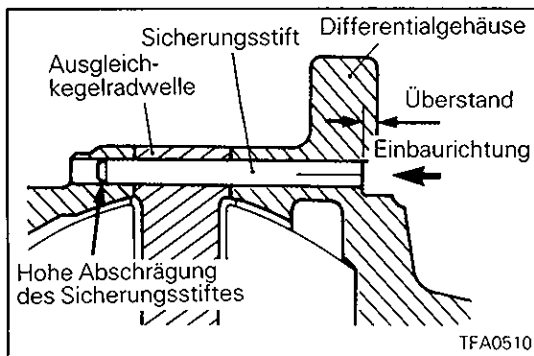 Differentialgehäuse
Sicherungsstift
Ausgleich-
kegelradwelle
Überstand
Einbaurichtung
Hohe Abschrägung
des Sicherungsstiftes
TFA0510